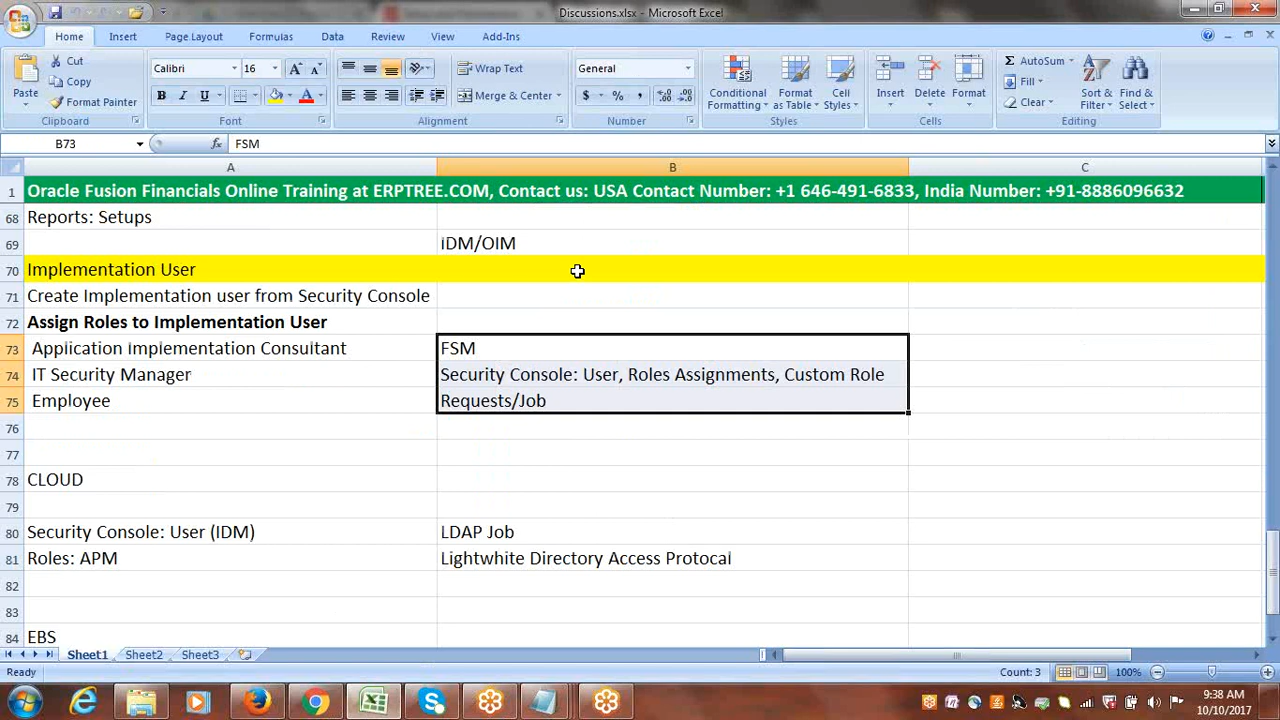 Discussions.xlsx - Microsoft Excel
Home Insert Page Layout Formulas Data Review View Add-Ins
Paste
Cut
Copy
Format Painter
Clipboard
Calibri 16
B I U
Font
Wrap Text
Merge & Center
Alignment
General
$ % ,
Number
Conditional Formatting
Format as Table
Cell Styles
Styles
Insert Delete Format
Cells
Σ AutoSum
Fill
Clear
Sort & Filter
Find & Select
Editing
B73 fx FSM
A B C
1 Oracle Fusion Financials Online Training at ERPTREE.COM, Contact us: USA Contact Number: +1 646-491-6833, India Number: +91-8886096632
68 Reports: Setups
69 IDM/OIM
70 Implementation User
71 Create Implementation user from Security Console
72 Assign Roles to Implementation User
73 Application Implementation Consultant FSM
74 IT Security Manager Security Console: User, Roles Assignments, Custom Role
75 Employee Requests/Job
76
77
78 CLOUD
79
80 Security Console: User (IDM) LDAP Job
81 Roles: APM Lightwhite Directory Access Protocal
82
83
84 EBS
Sheet1 Sheet2 Sheet3
Ready Count: 3 100%
9:38 AM
10/10/2017